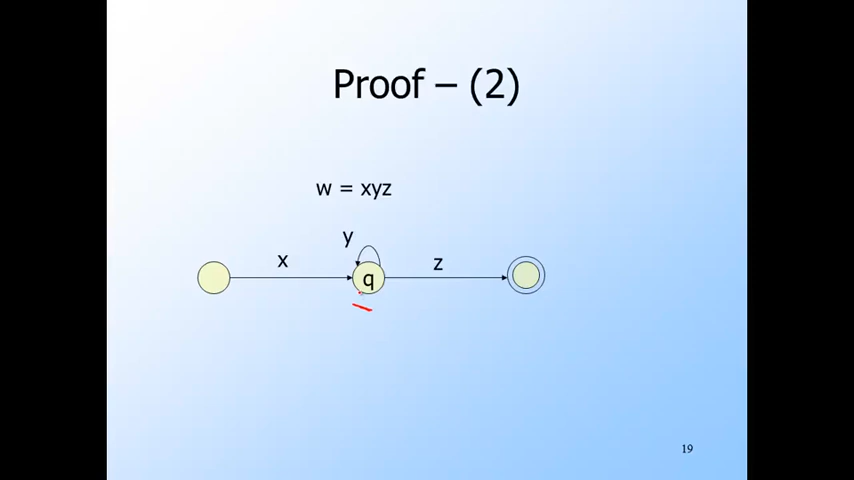 Proof – (2)
w = xyz
y
x
z
q
19